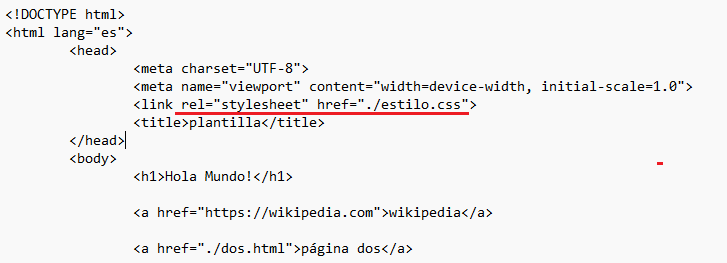 <!DOCTYPE html>
<html lang="es">
<head>
<meta charset="UTF-8">
<meta name="viewport" content="width=device-width, initial-scale=1.0">
<link rel="stylesheet" href="./estilo.css">
<title>plantilla</title>
</head>
<body>
<h1>Hola Mundo!</h1>
<a href="https://wikipedia.com">wikipedia</a>
<a href="./dos.html">página dos</a>